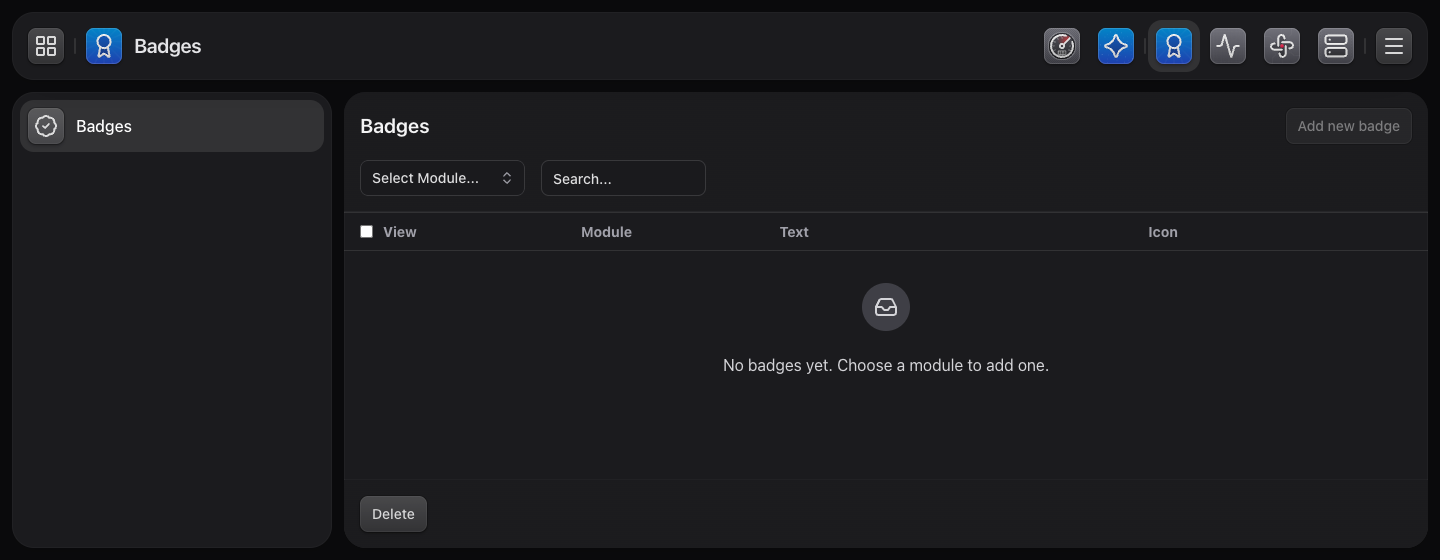 Badges
Badges
Badges
Add new badge
Select Module...
Search...
View Module Text Icon
No badges yet. Choose a module to add one.
Delete